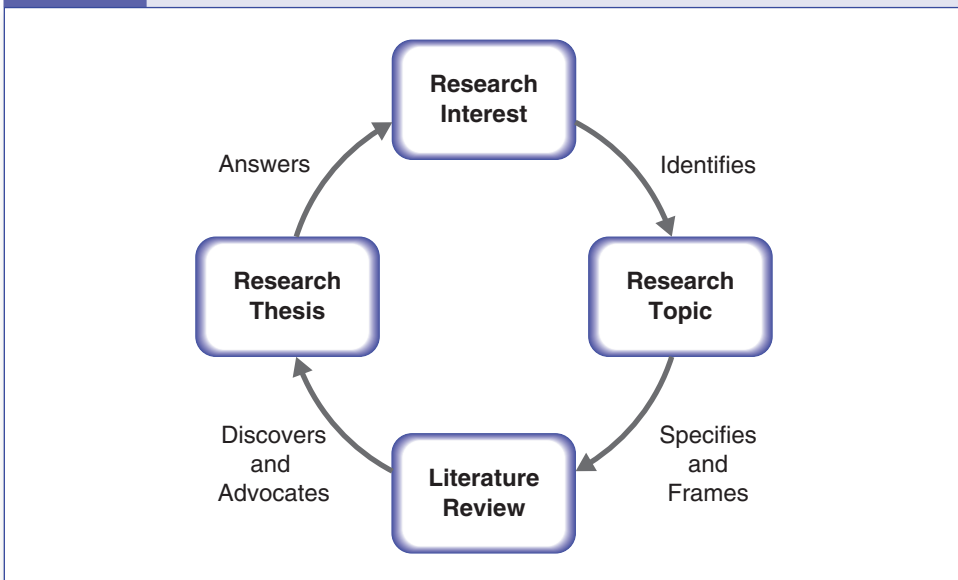 Research
Interest
Answers
Identifies
Research
Thesis
Research
Topic
Discovers
and
Advocates
Specifies
and
Frames
Literature
Review